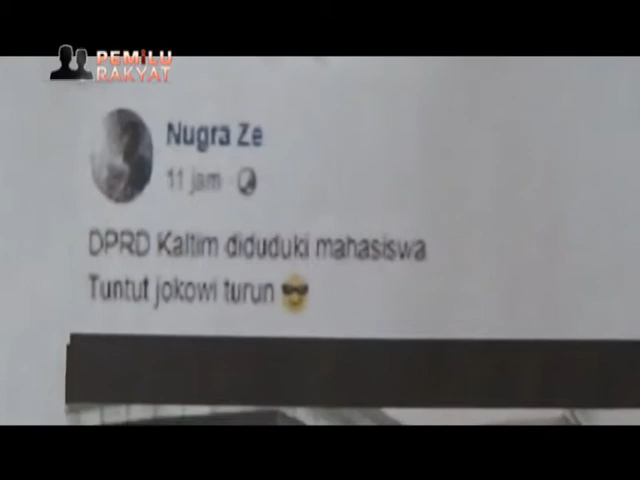 PEMILU
RAKYAT
Nugra Ze
11 jam
DPRD Kaltim diduduki mahasiswa
Tuntut jokowi turun